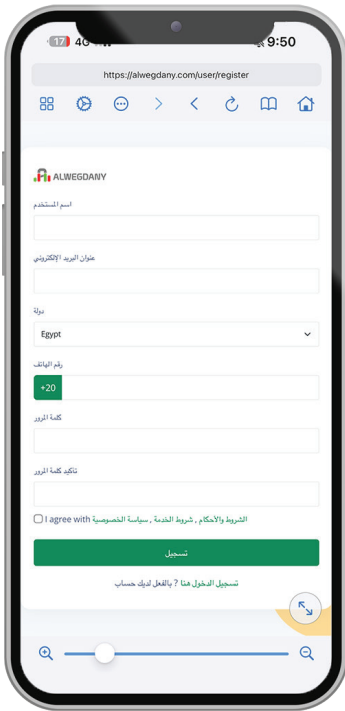 17 4G 9:50
https://alwegdany.com/user/register
ALWEGDANY
اسم المستخدم
عنوان البريد الإلكتروني
دولة
Egypt
رقم الهاتف
+20
كلمة المرور
تاكيد كلمة المرور
I agree with الشروط والأحكام , شروط الخدمة , سياسة الخصوصية
تسجيل
تسجيل الدخول هنا ? بالفعل لديك حساب